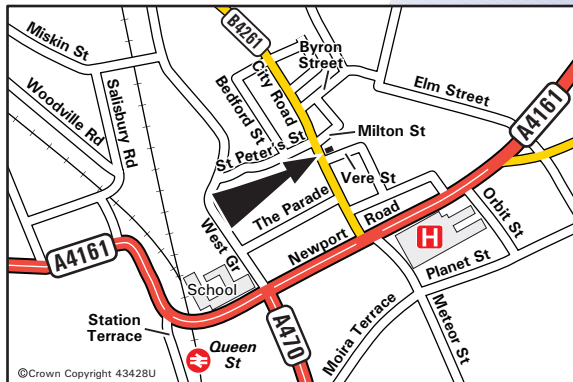 Miskin St
B4261
Byron
Street
Woodville Rd
Salisbury Rd
City Road
Bedford St
Elm Street
A4161
St Peter's St
Milton St
Vere St
The Parade
Newport Road
West Gr
Orbit St
H
A4161
School
Planet St
Station
Terrace
Queen
St
A470
Moira Terrace
Meteor St
©Crown Copyright 43428U